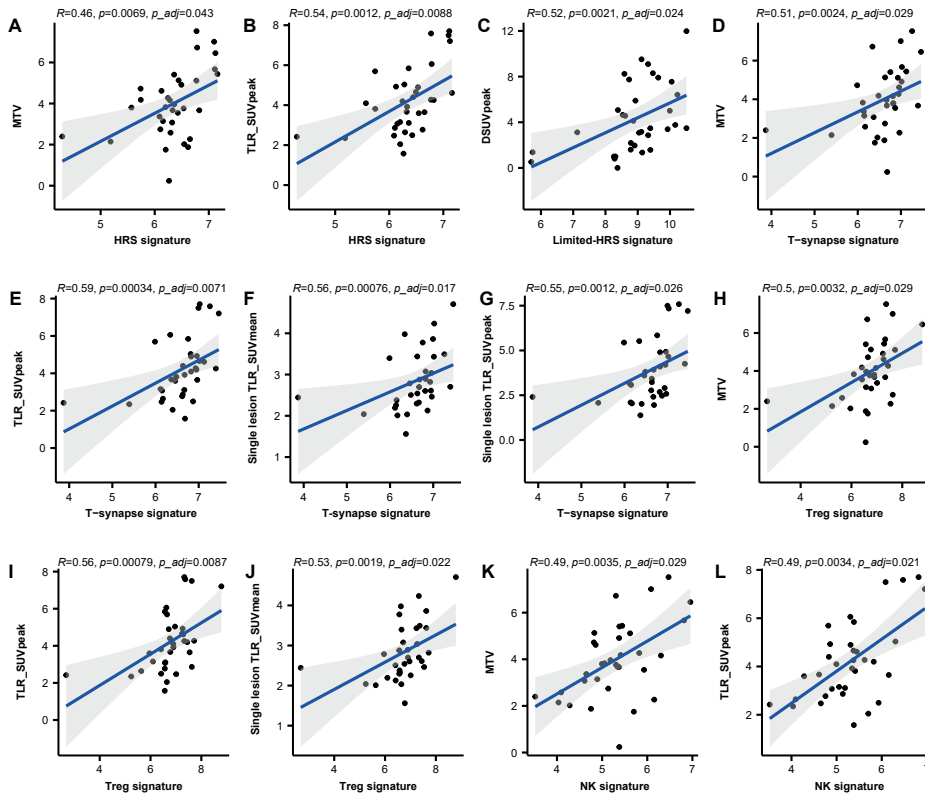 A
R=0.46, p=0.0069, p_adj=0.043
MTV
6
4
2
0
5
6
7
HRS signature
B
R=0.54, p=0.0012, p_adj=0.0088
TLR_SUVpeak
8
6
4
2
0
5
6
7
HRS signature
C
R=0.52, p=0.0021, p_adj=0.024
DSUVpeak
12
9
6
3
0
6
7
8
9
10
Limited-HRS signature
D
R=0.51, p=0.0024, p_adj=0.029
MTV
6
4
2
0
4
5
6
7
T−synapse signature
E
R=0.59, p=0.00034, p_adj=0.0071
TLR_SUVpeak
8
6
4
2
0
4
5
6
7
T−synapse signature
F
R=0.56, p=0.00076, p_adj=0.017
Single lesion TLR_SUVmean
4
3
2
1
4
5
6
7
T-synapse signature
G
R=0.55, p=0.0012, p_adj=0.026
Single lesion TLR_SUVpeak
7.5
5.0
2.5
0.0
4
5
6
7
T−synapse signature
H
R=0.5, p=0.0032, p_adj=0.029
MTV
6
4
2
0
4
6
8
Treg signature
I
R=0.56, p=0.00079, p_adj=0.0087
TLR_SUVpeak
8
6
4
2
0
4
6
8
Treg signature
J
R=0.53, p=0.0019, p_adj=0.022
Single lesion TLR_SUVmean
4
3
2
1
4
6
8
Treg signature
K
R=0.49, p=0.0035, p_adj=0.029
MTV
6
4
2
0
4
5
6
7
NK signature
L
R=0.49, p=0.0034, p_adj=0.021
TLR_SUVpeak
8
6
4
2
4
5
6
7
NK signature